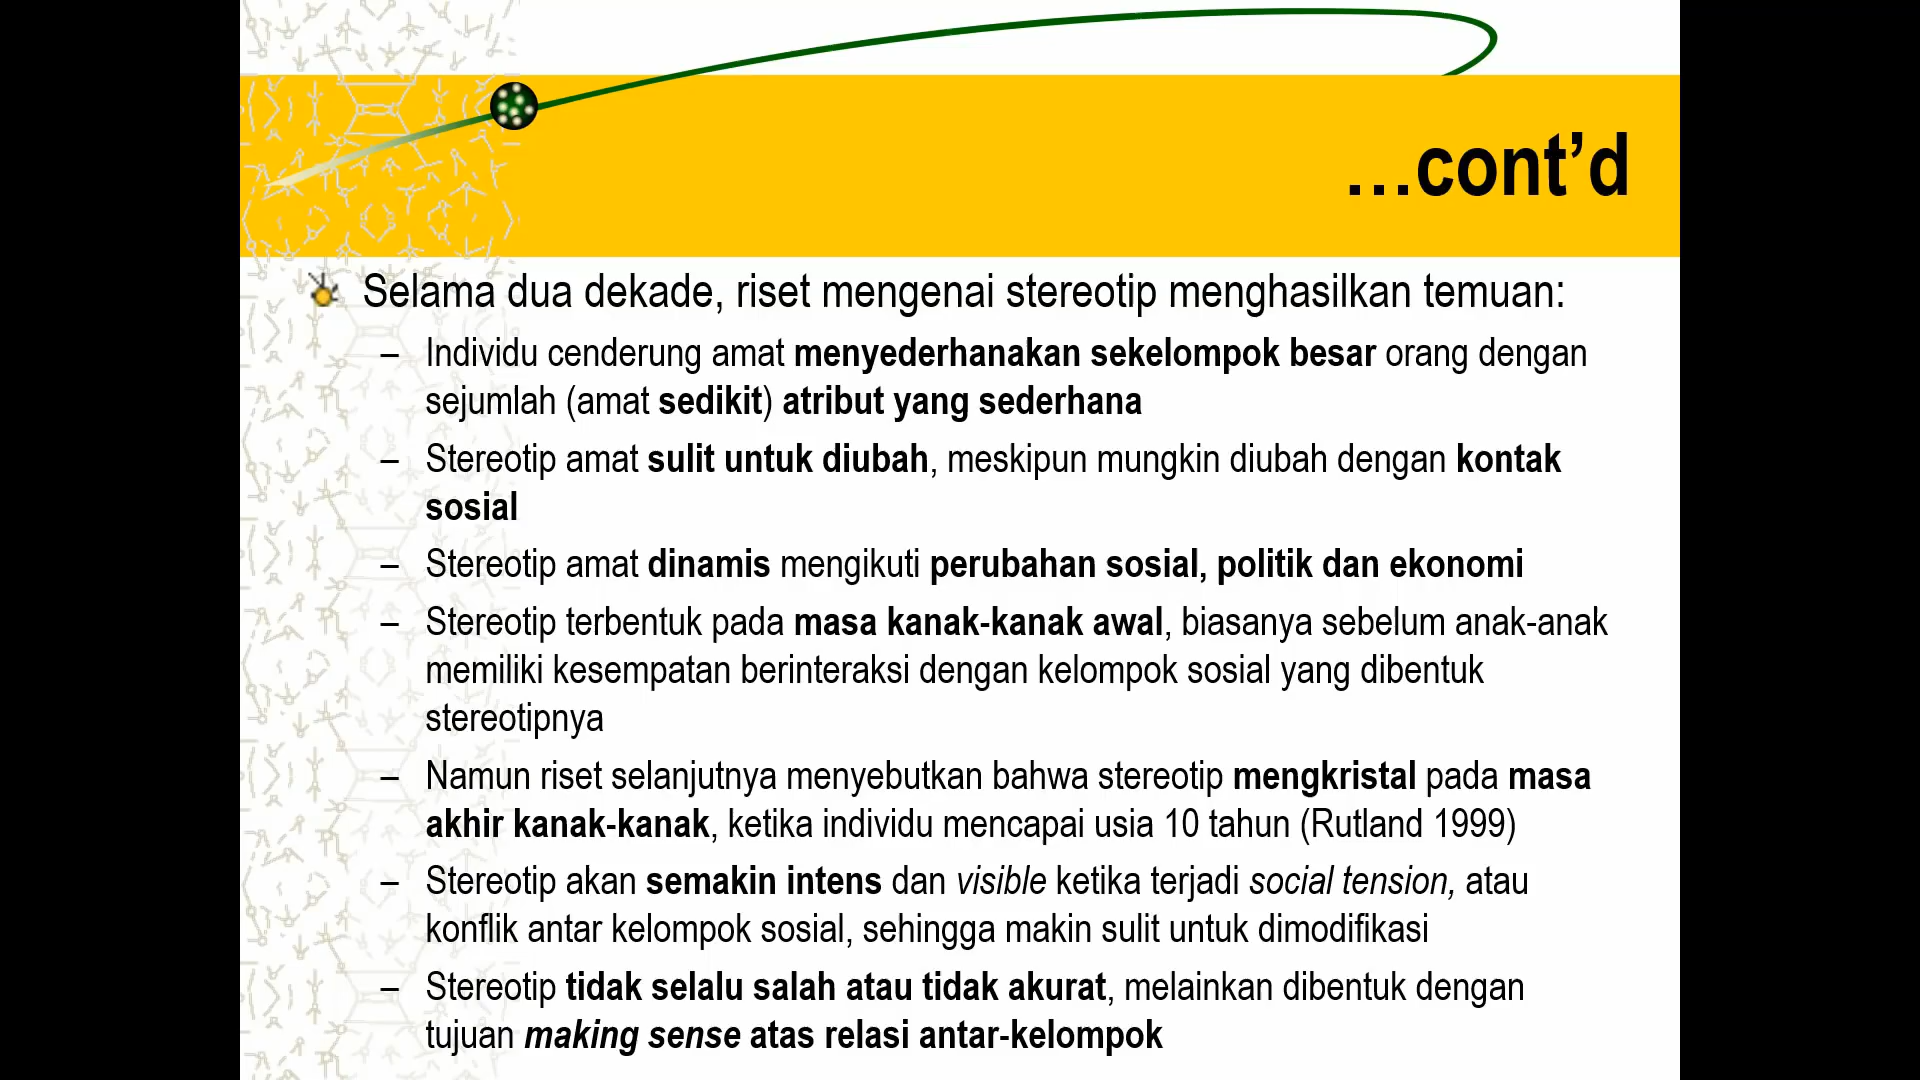 …cont’d
Selama dua dekade, riset mengenai stereotip menghasilkan temuan:
– Individu cenderung amat menyederhanakan sekelompok besar orang dengan
sejumlah (amat sedikit) atribut yang sederhana
– Stereotip amat sulit untuk diubah, meskipun mungkin diubah dengan kontak
sosial
– Stereotip amat dinamis mengikuti perubahan sosial, politik dan ekonomi
– Stereotip terbentuk pada masa kanak-kanak awal, biasanya sebelum anak-anak
memiliki kesempatan berinteraksi dengan kelompok sosial yang dibentuk
stereotipnya
– Namun riset selanjutnya menyebutkan bahwa stereotip mengkristal pada masa
akhir kanak-kanak, ketika individu mencapai usia 10 tahun (Rutland 1999)
– Stereotip akan semakin intens dan visible ketika terjadi social tension, atau
konflik antar kelompok sosial, sehingga makin sulit untuk dimodifikasi
– Stereotip tidak selalu salah atau tidak akurat, melainkan dibentuk dengan
tujuan making sense atas relasi antar-kelompok